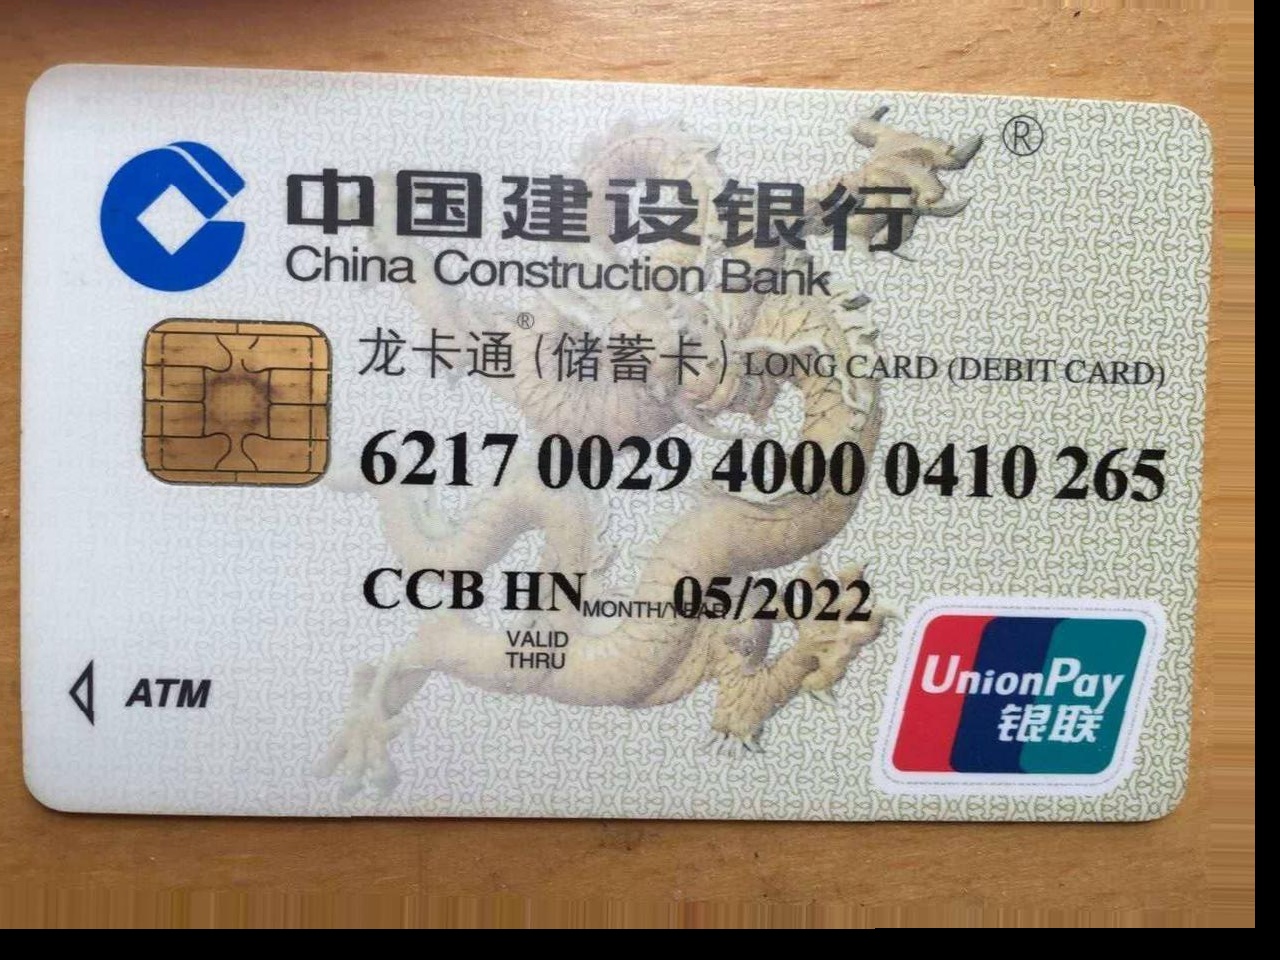 ®
中国建设银行
China Construction Bank
龙卡通®(储蓄卡) LONG CARD (DEBIT CARD)
6217 0029 4000 0410 265
CCB HN MONTH/YEAR 05/2022
VALID
THRU
ATM
UnionPay
银联